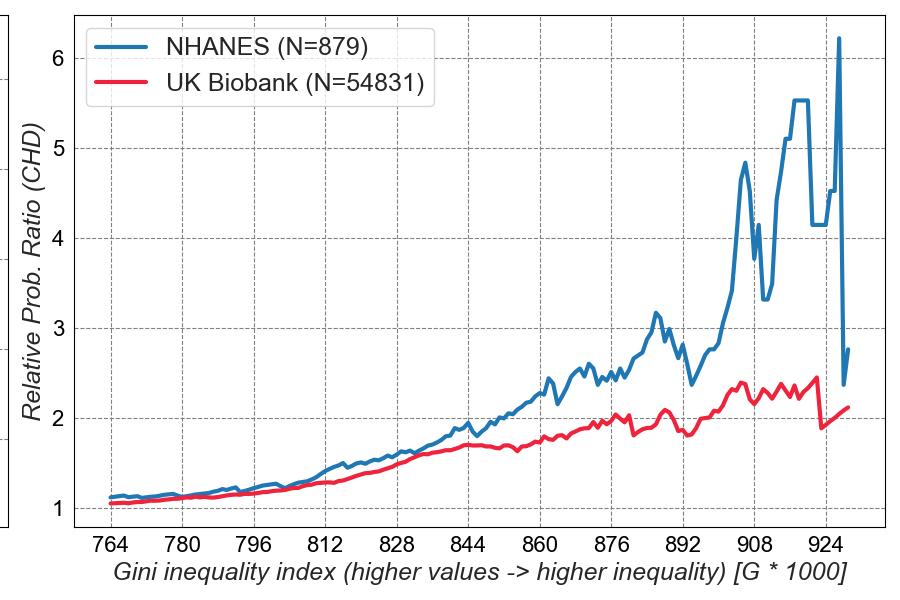 NHANES (N=879)
UK Biobank (N=54831)
Relative Prob. Ratio (CHD)
6
5
4
3
2
1
764 780 796 812 828 844 860 876 892 908 924
Gini inequality index (higher values -> higher inequality) [G * 1000]